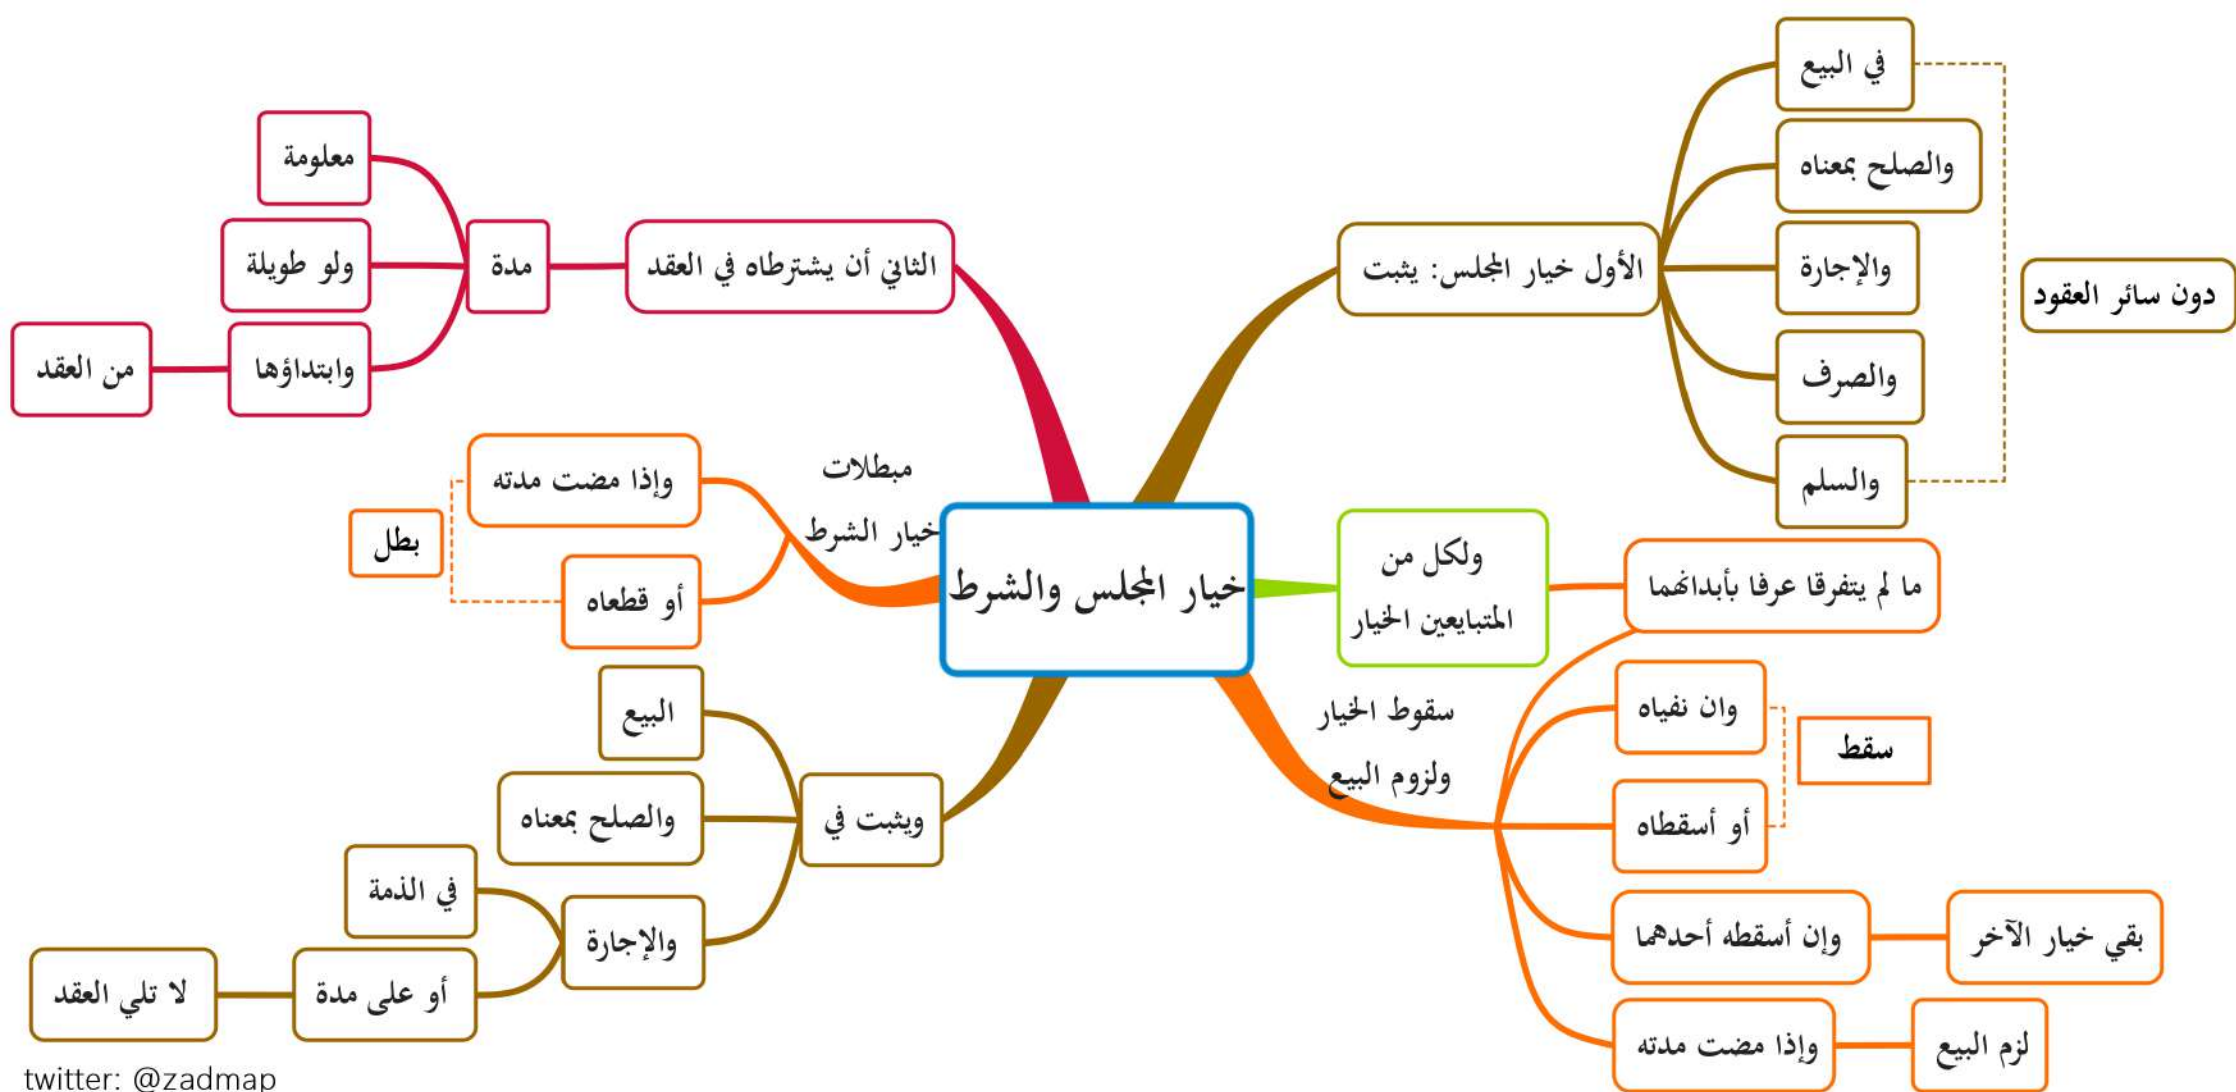 خيار المجلس والشرط
الأول خيار المجلس: يثبت
في البيع
والصلح بمعناه
والإجارة
والصرف
والسلم
دون سائر العقود
ولكل من
المتبايعين الخيار
ما لم يتفرقا عرفا بأبدانهما
سقوط الخيار
ولزوم البيع
وان نفياه
أو أسقطاه
سقط
وإن أسقطه أحدهما
بقي خيار الآخر
وإذا مضت مدته
لزم البيع
الثاني أن يشترطاه في العقد
مدة
معلومة
ولو طويلة
وابتداؤها
من العقد
مبطلات
خيار الشرط
وإذا مضت مدته
أو قطعاه
بطل
ويثبت في
البيع
والصلح بمعناه
والإجارة
في الذمة
أو على مدة
لا تلي العقد
twitter: @zadmap